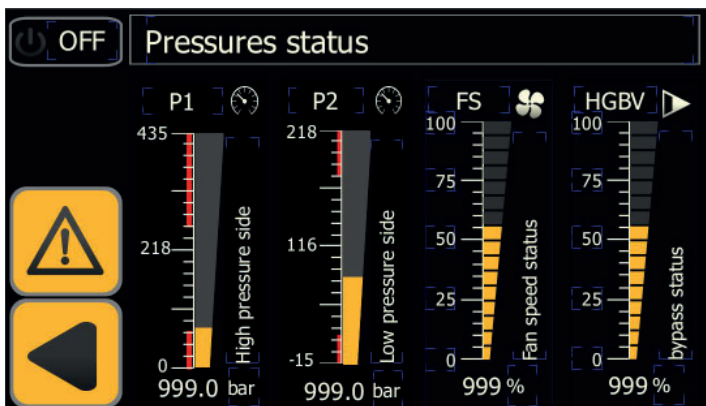 OFF
Pressures status
P1
P2
FS
HGBV
435
218
0
High pressure side
999.0 bar
218
116
-15
Low pressure side
999.0 bar
100
75
50
25
0
Fan speed status
999 %
100
75
50
25
0
bypass status
999 %